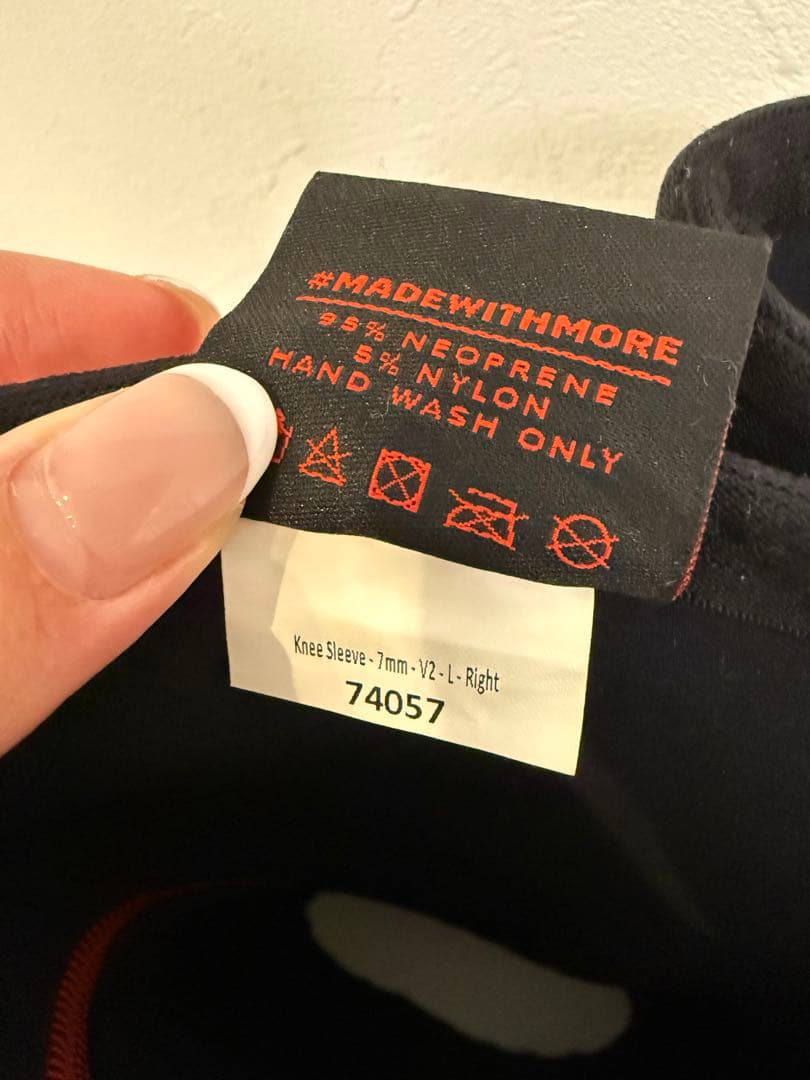 #MADEWITHMORE
95% NEOPRENE
5% NYLON
HAND WASH ONLY
Knee Sleeve - 7mm - V2 - L - Right
74057